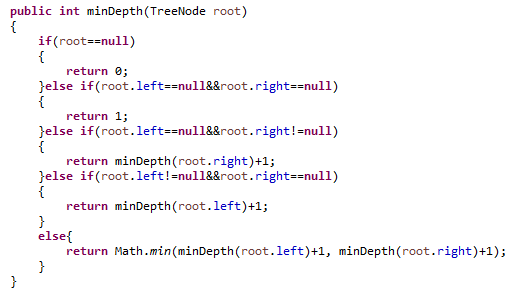 public int minDepth(TreeNode root)
{
    if(root==null)
    {
        return 0;
    }else if(root.left==null&&root.right==null)
    {
        return 1;
    }else if(root.left==null&&root.right!=null)
    {
        return minDepth(root.right)+1;
    }else if(root.left!=null&&root.right==null)
    {
        return minDepth(root.left)+1;
    }
    else{
        return Math.min(minDepth(root.left)+1, minDepth(root.right)+1);
    }
}